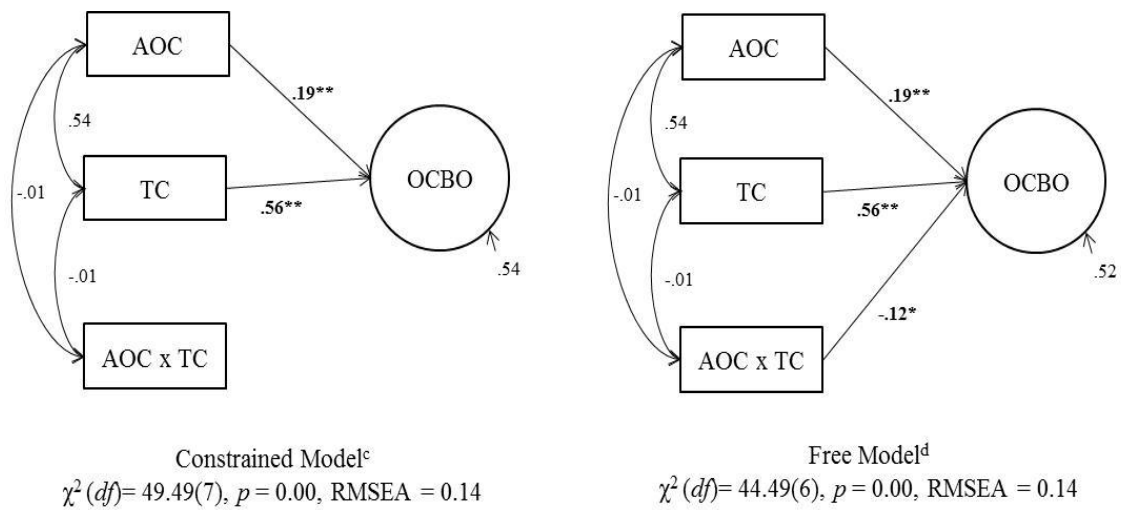 AOC
.19**
.54
TC
OCBO
-.01
.56**
.54
-.01
AOC x TC
Constrained Modelᶜ
χ² (df)= 49.49(7), p = 0.00, RMSEA = 0.14
AOC
.19**
.54
TC
OCBO
-.01
.56**
.52
-.01
-.12*
AOC x TC
Free Modelᵈ
χ² (df)= 44.49(6), p = 0.00, RMSEA = 0.14